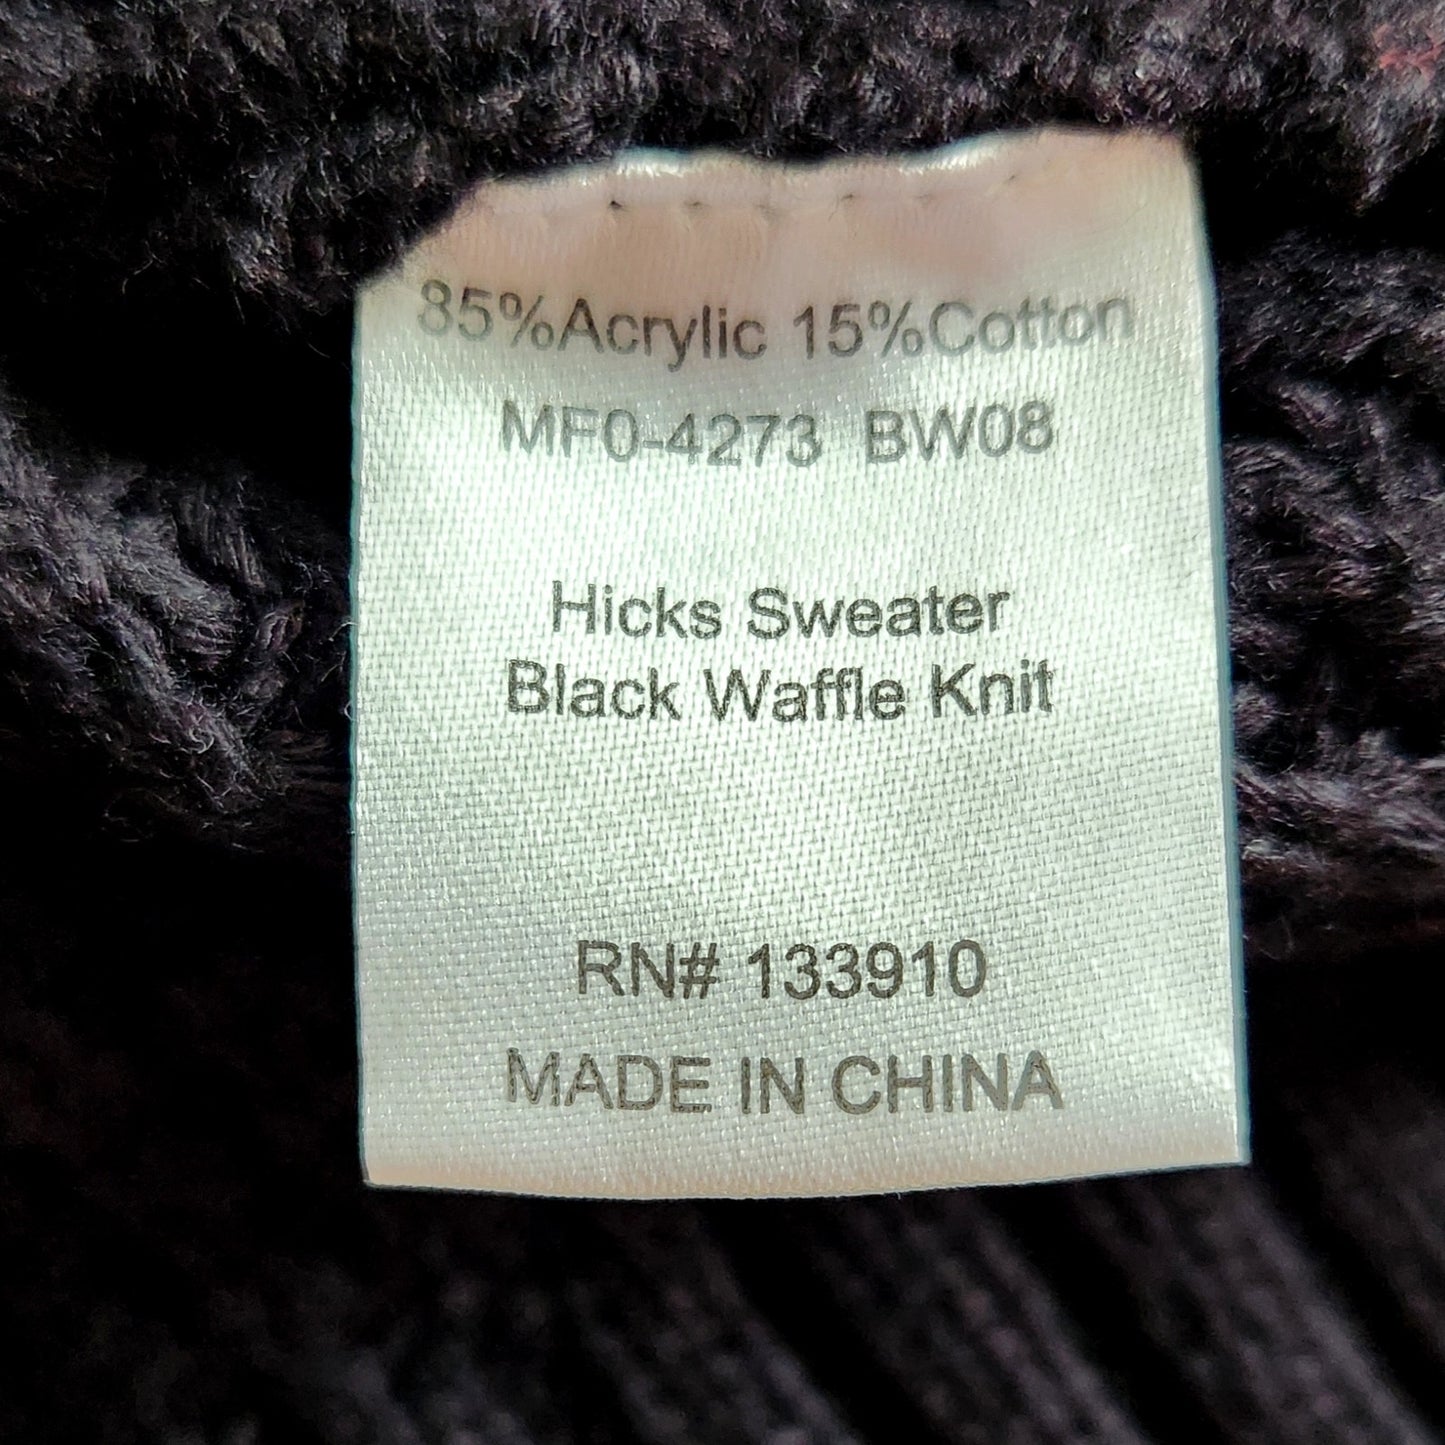 85%Acrylic 15%Cotton
MF0-4273 BW08
Hicks Sweater
Black Waffle Knit
RN# 133910
MADE IN CHINA